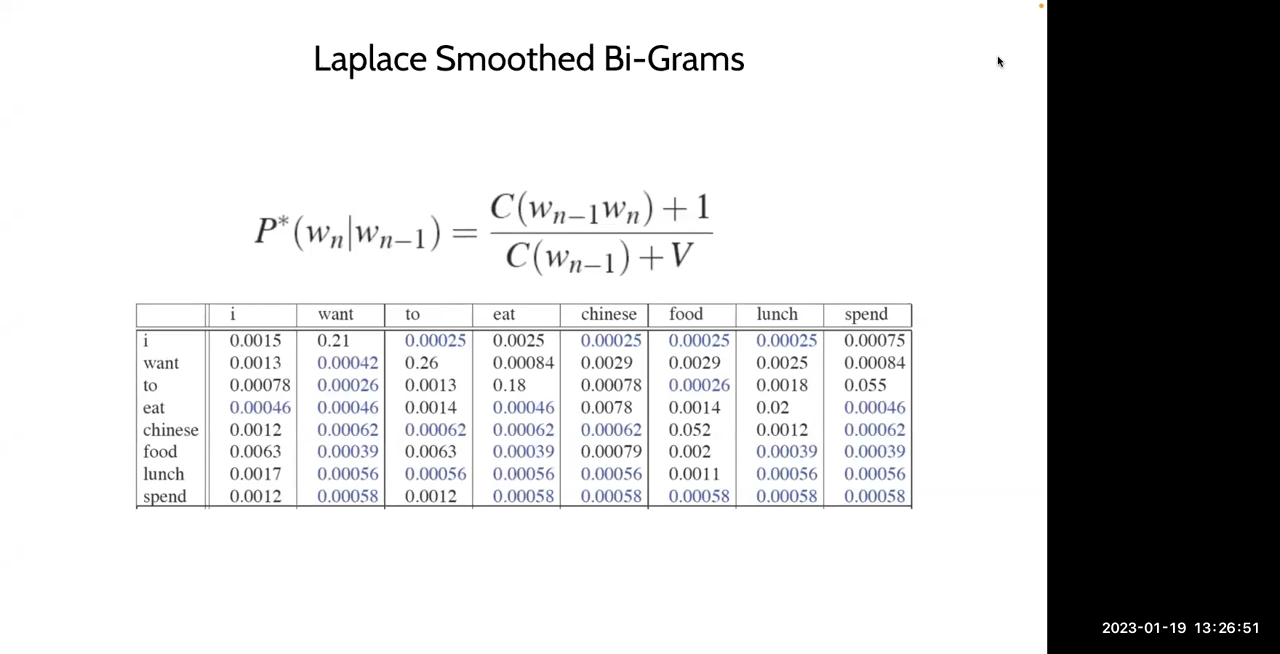 Laplace Smoothed Bi-Grams
P*(wₙ|wₙ₋₁) = (C(wₙ₋₁wₙ) + 1) / (C(wₙ₋₁) + V)
i want to eat chinese food lunch spend
i 0.0015 0.21 0.00025 0.0025 0.00025 0.00025 0.00025 0.00075
want 0.0013 0.00042 0.26 0.00084 0.0029 0.0029 0.0025 0.00084
to 0.00078 0.00026 0.0013 0.18 0.00078 0.00026 0.0018 0.055
eat 0.00046 0.00046 0.0014 0.00046 0.0078 0.0014 0.02 0.00046
chinese 0.0012 0.00062 0.00062 0.00062 0.00062 0.052 0.0012 0.00062
food 0.0063 0.00039 0.0063 0.00039 0.00079 0.002 0.00039 0.00039
lunch 0.0017 0.00056 0.00056 0.00056 0.00056 0.0011 0.00056 0.00056
spend 0.0012 0.00058 0.0012 0.00058 0.00058 0.00058 0.00058 0.00058
2023-01-19 13:26:51